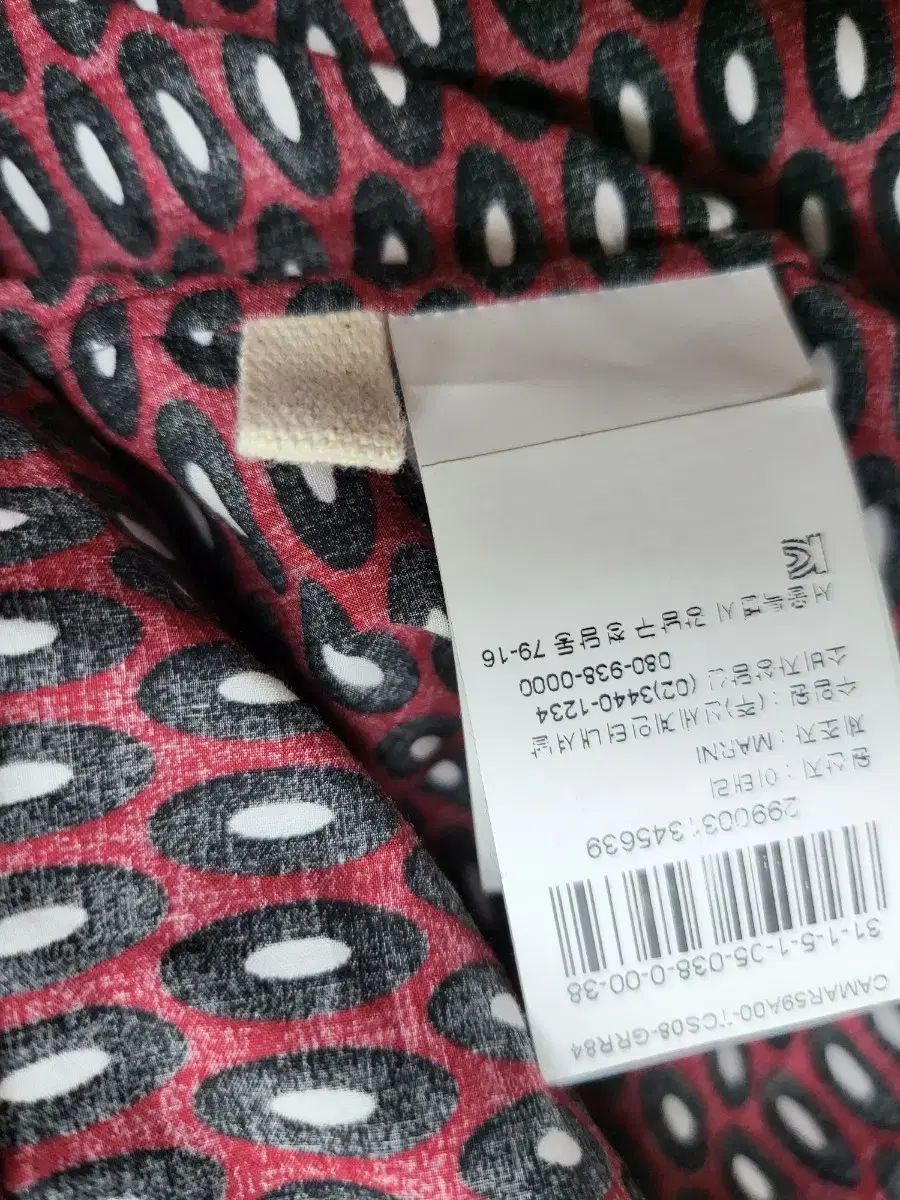 CAMAR59A00-TCS08-GRR84
31-1-5-1-05-038-0-00-38
2990031345639
원산지 : 이태리
제조자 : MARNI
수입원 : (주)신세계인터내셔날
소비자상담실 (02)3440-1234
080-938-0000
서울특별시 강남구 청담동 79-16